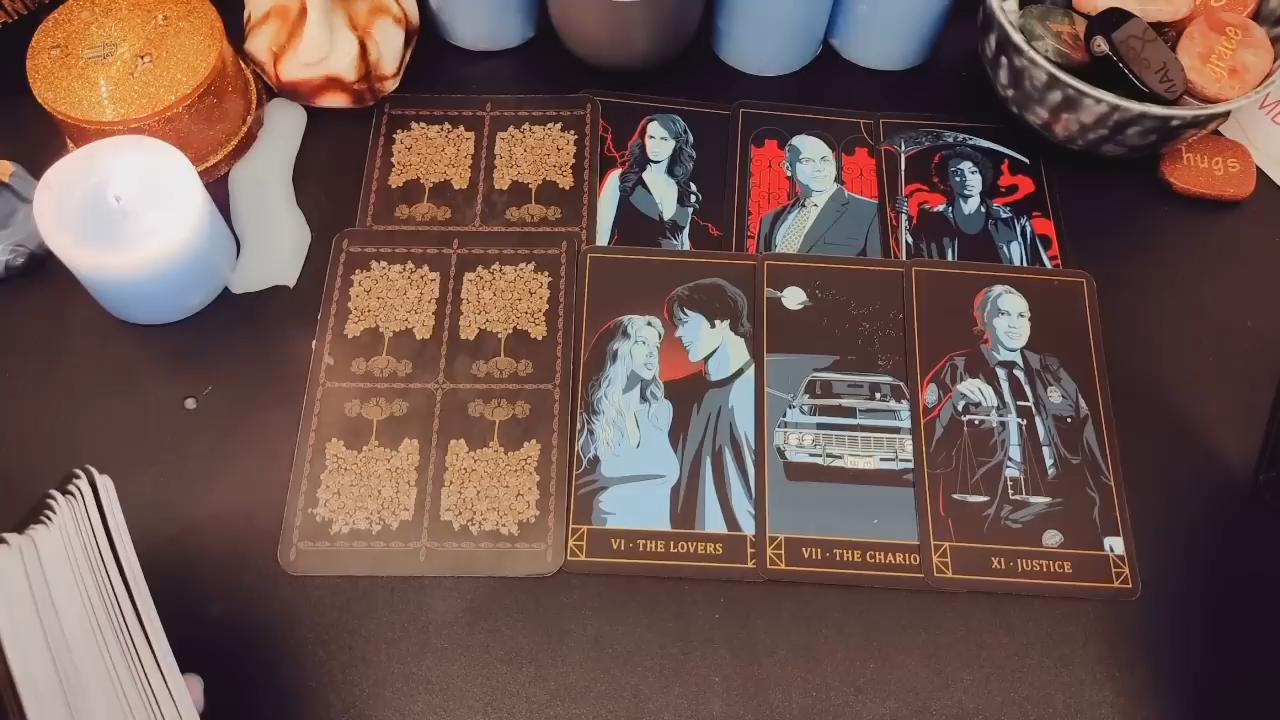 grace
hugs
VI · THE LOVERS
VII · THE CHARIO
XI · JUSTICE